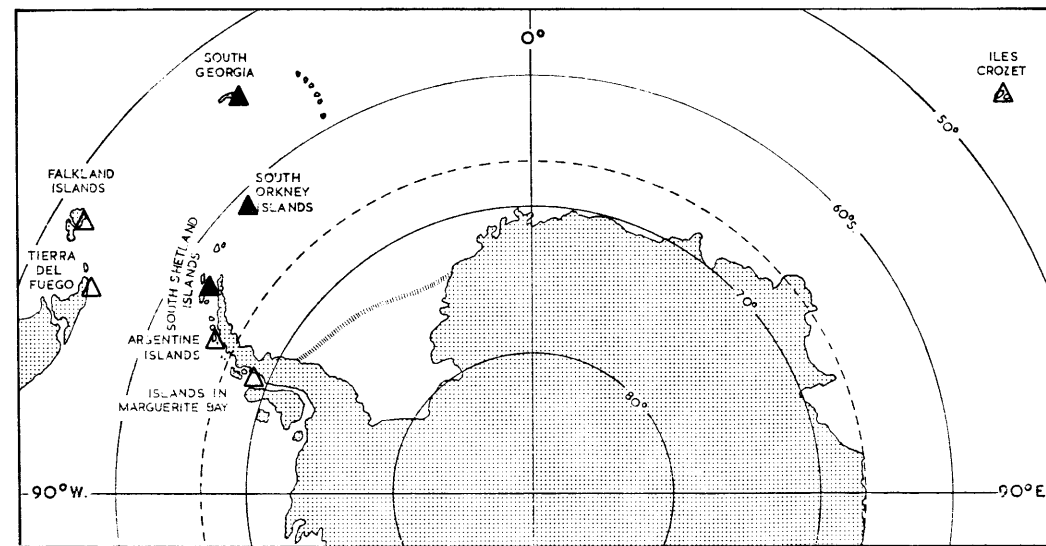 0°
SOUTH
GEORGIA
ILES
CROZET
50°
FALKLAND
ISLANDS
SOUTH
ORKNEY
ISLANDS
60°S.
TIERRA
DEL
FUEGO
SOUTH SHETLAND
ISLANDS
70°
ARGENTINE
ISLANDS
ISLANDS IN
MARGUERITE BAY
80°
90°W.
90°E